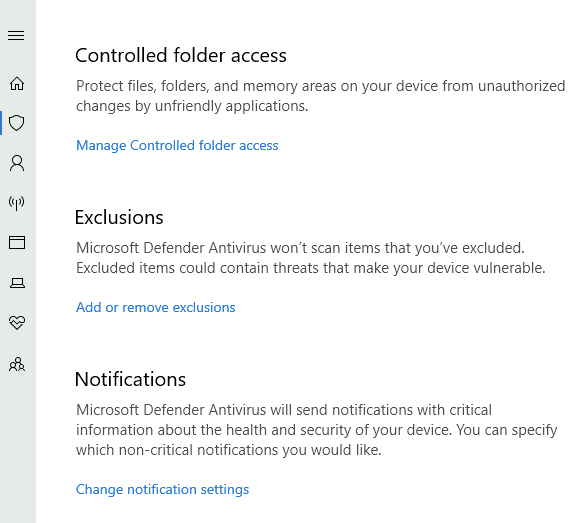 Controlled folder access
Protect files, folders, and memory areas on your device from unauthorized
changes by unfriendly applications.
Manage Controlled folder access
Exclusions
Microsoft Defender Antivirus won't scan items that you've excluded.
Excluded items could contain threats that make your device vulnerable.
Add or remove exclusions
Notifications
Microsoft Defender Antivirus will send notifications with critical
information about the health and security of your device. You can specify
which non-critical notifications you would like.
Change notification settings